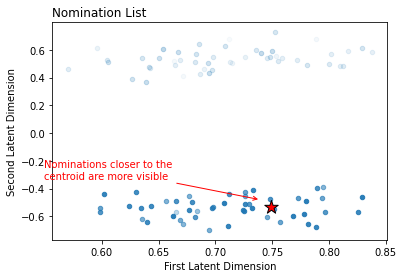 Nomination List
Second Latent Dimension
0.6
0.4
0.2
0.0
−0.2
−0.4
−0.6
Nominations closer to the
centroid are more visible
0.60
0.65
0.70
0.75
0.80
0.85
First Latent Dimension